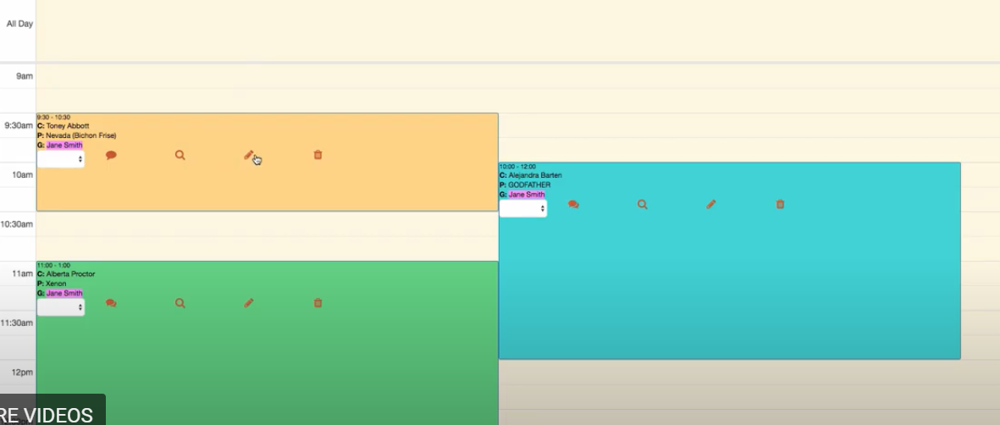 All Day
9am
9:30am
10am
10:30am
11am
11:30am
12pm
9:30 - 10:30
C: Toney Abbott
P: Nevada (Bichon Frise)
G: Jane Smith
10:00 - 12:00
C: Alejandra Barten
P: GODFATHER
G: Jane Smith
11:00 - 1:00
C: Alberta Proctor
P: Xenon
G: Jane Smith
RE VIDEOS